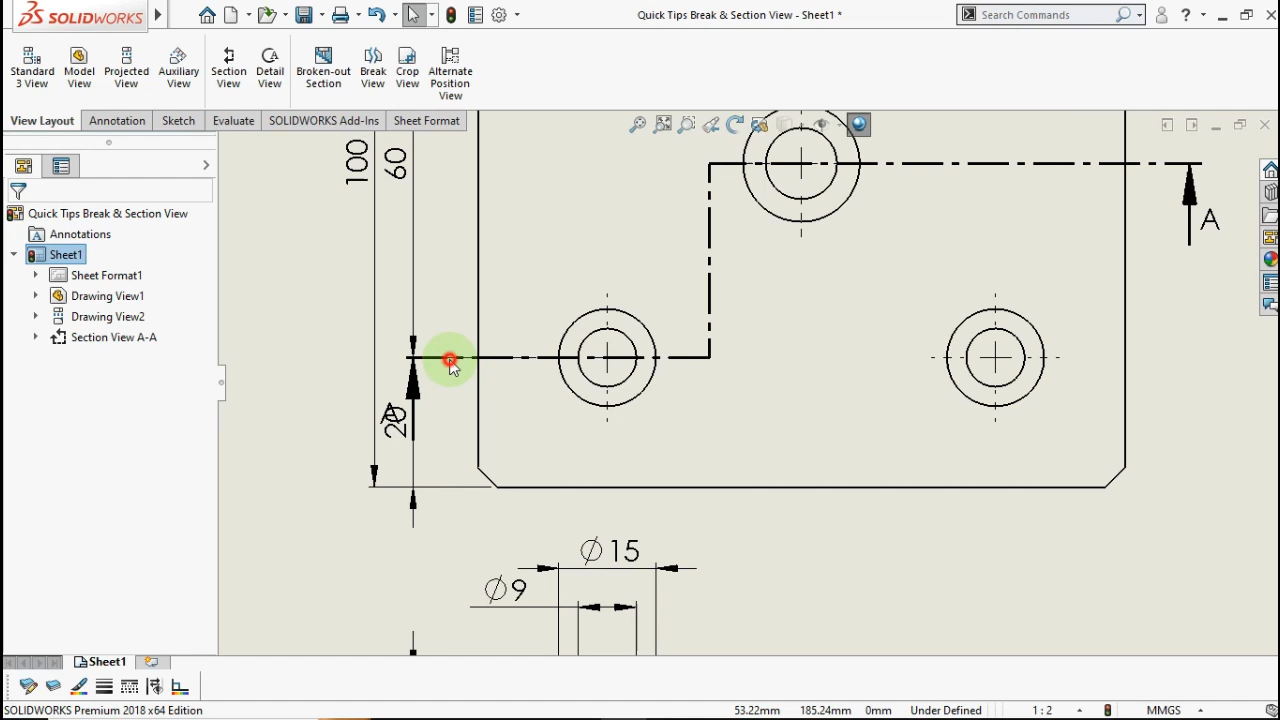 SOLIDWORKS
Quick Tips Break & Section View - Sheet1 *
Search Commands
?
Standard 3 View
Model View
Projected View
Auxiliary View
Section View
Detail View
Broken-out Section
Break View
Crop View
Alternate Position View
View Layout
Annotation
Sketch
Evaluate
SOLIDWORKS Add-Ins
Sheet Format
Quick Tips Break & Section View
Annotations
Sheet1
Sheet Format1
Drawing View1
Drawing View2
Section View A-A
100
60
A
A
20
∅15
∅9
Sheet1
SOLIDWORKS Premium 2018 x64 Edition
53.22mm
185.24mm
0mm
Under Defined
1 : 2
MMGS